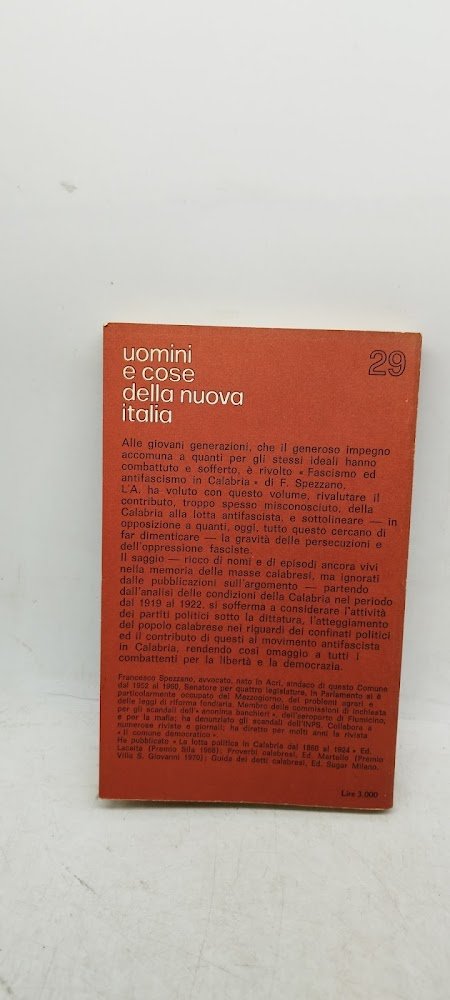 uomini
e cose
della nuova
italia
29
Alle giovani generazioni, che il generoso impegno
accomuna a quanti per gli stessi ideali hanno
combattuto e sofferto, è rivolto « Fascismo ed
antifascismo in Calabria » di F. Spezzano.
L'A. ha voluto con questo volume, rivalutare il
contributo, troppo spesso misconosciuto, della
Calabria alla lotta antifascista, e sottolineare — in
opposizione a quanti, oggi, tutto questo cercano di
far dimenticare — la gravità delle persecuzioni e
dell'oppressione fasciste.
Il saggio — ricco di nomi e di episodi ancora vivi
nella memoria delle masse calabresi, ma ignorati
dalle pubblicazioni sull'argomento — partendo
dall'analisi delle condizioni della Calabria nel periodo
dal 1919 al 1922, si sofferma a considerare l'attività
dei partiti politici sotto la dittatura, l'atteggiamento
del popolo calabrese nei riguardi dei confinati politici
ed il contributo di questi al movimento antifascista
in Calabria, rendendo così omaggio a tutti i
combattenti per la libertà e la democrazia.
Francesco Spezzano, avvocato, nato in Acri, sindaco di questo Comune
dal 1952 al 1960, Senatore per quattro legislature, in Parlamento si è
particolarmente occupato del Mezzogiorno, dei problemi agrari e
delle leggi di riforma fondiaria. Membro delle commissioni di inchiesta
per gli scandali dell'« anonima banchieri », dell'aeroporto di Fiumicino,
e per la mafia; ha denunziato gli scandali dell'INPS. Collabora a
numerose riviste e giornali; ha diretto per molti anni la rivista
« Il comune democratico ».
Ha pubblicato « La lotta politica in Calabria dal 1860 al 1924 » Ed.
Lacaita (Premio Sila 1968); Proverbi calabresi, Ed. Martello (Premio
Villa S. Giovanni 1970); Guida dei detti calabresi, Ed. Sugar Milano.
Lire 3.000